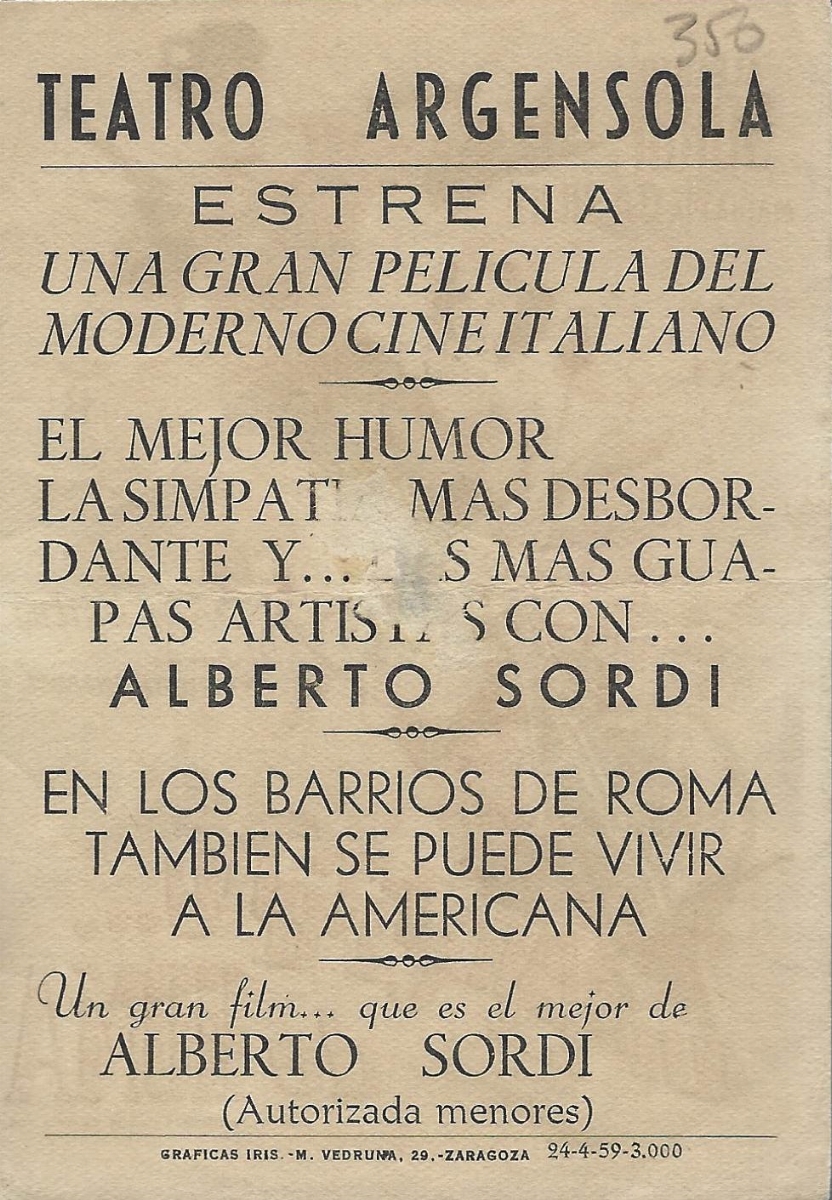 350
TEATRO ARGENSOLA
ESTRENA
UNA GRAN PELICULA DEL
MODERNO CINE ITALIANO
EL MEJOR HUMOR
LA SIMPATI MAS DESBOR-
DANTE Y... LAS MAS GUA-
PAS ARTISTAS CON...
ALBERTO SORDI
EN LOS BARRIOS DE ROMA
TAMBIEN SE PUEDE VIVIR
A LA AMERICANA
Un gran film... que es el mejor de
ALBERTO SORDI
(Autorizada menores)
GRAFICAS IRIS.-M. VEDRUNA, 29.-ZARAGOZA 24-4-59-3.000